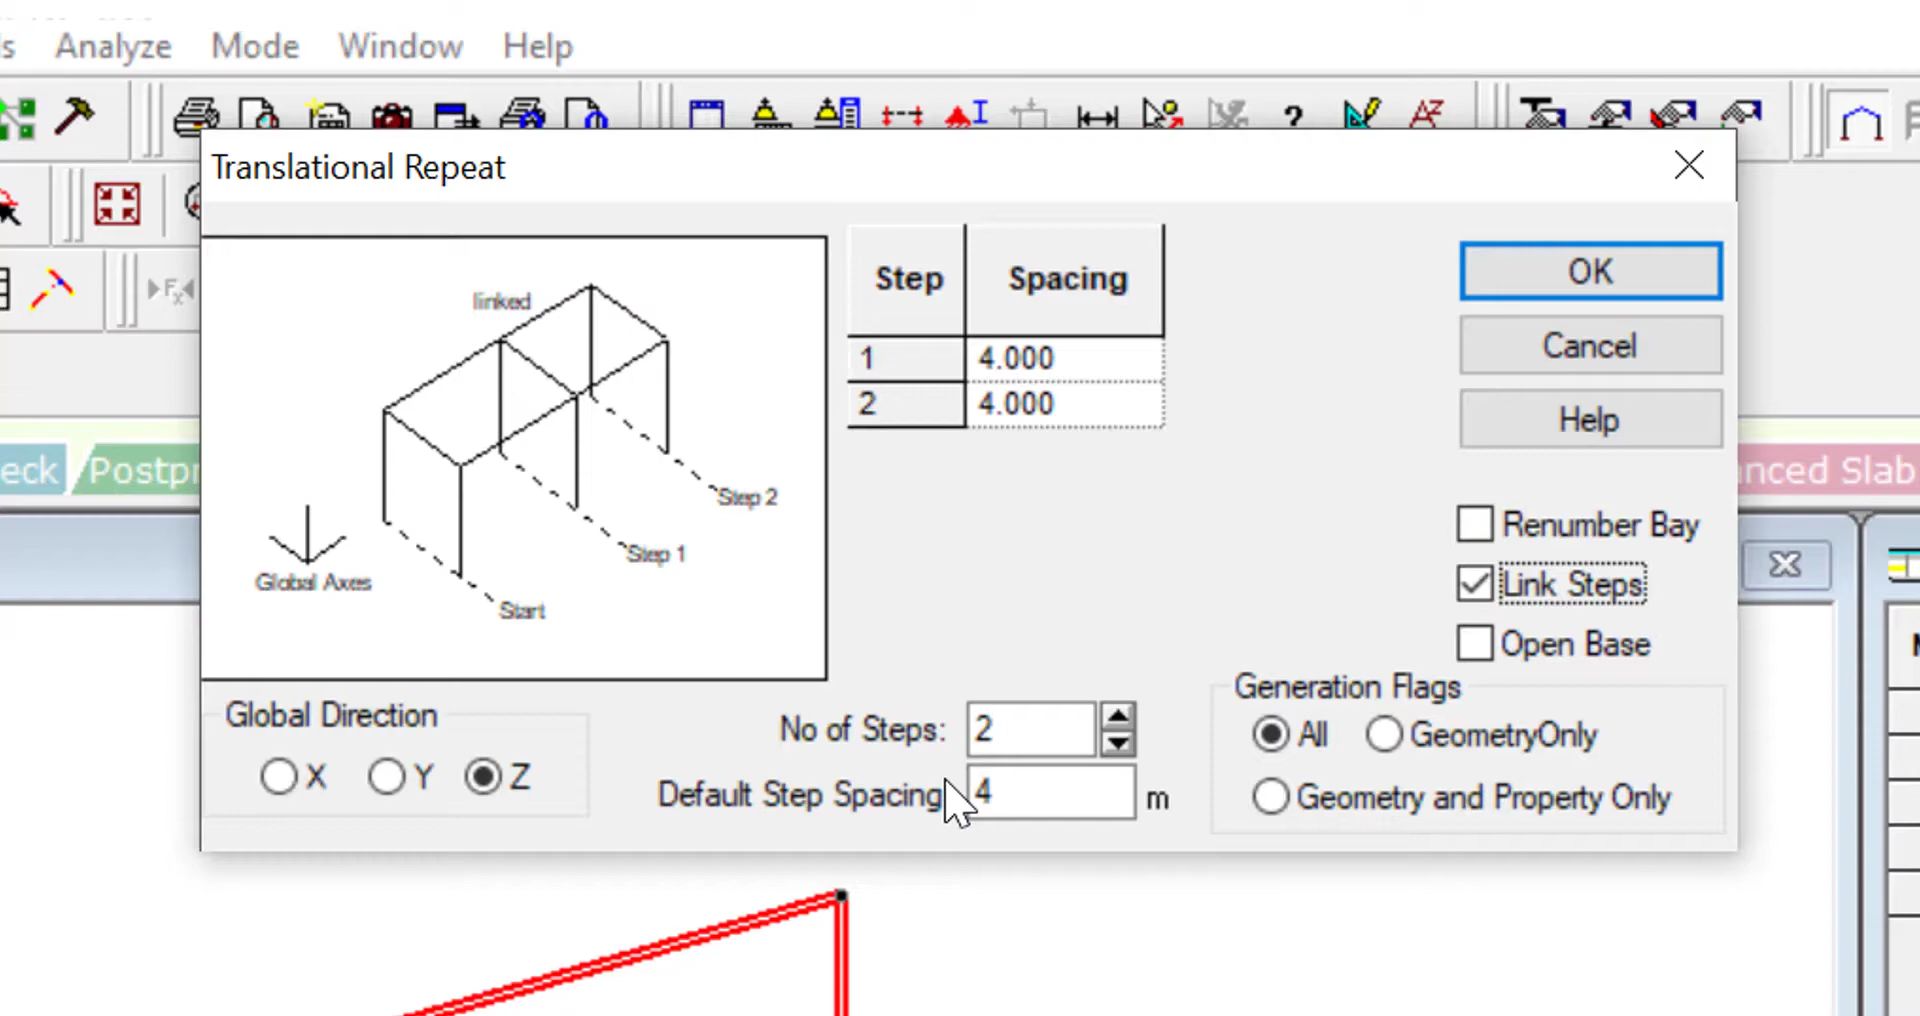 s Analyze Mode Window Help
Translational Repeat
linked
Step 2
Step 1
Global Axes
Start
Step Spacing
1 4.000
2 4.000
OK
Cancel
Help
eck Postpr
nced Slab
Renumber Bay
Link Steps
Open Base
Global Direction
X Y Z
No of Steps: 2
Default Step Spacing 4 m
Generation Flags
All GeometryOnly
Geometry and Property Only